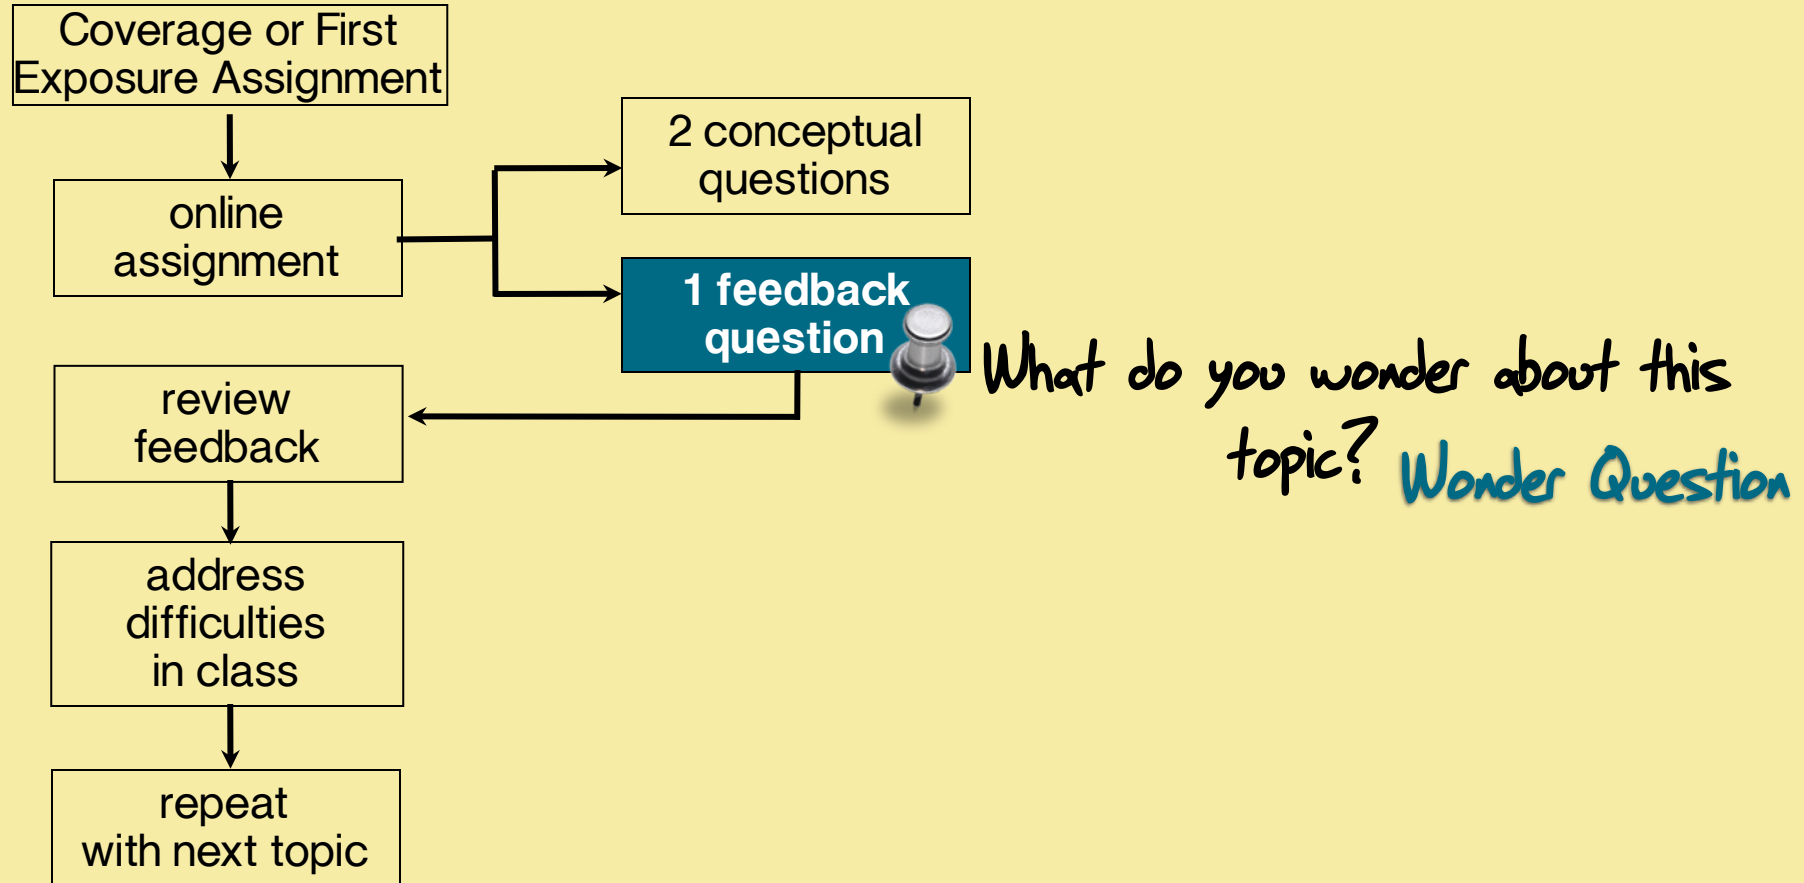 Coverage or First
Exposure Assignment
online
assignment
2 conceptual
questions
1 feedback
question
What do you wonder about this
topic? Wonder Question
review
feedback
address
difficulties
in class
repeat
with next topic